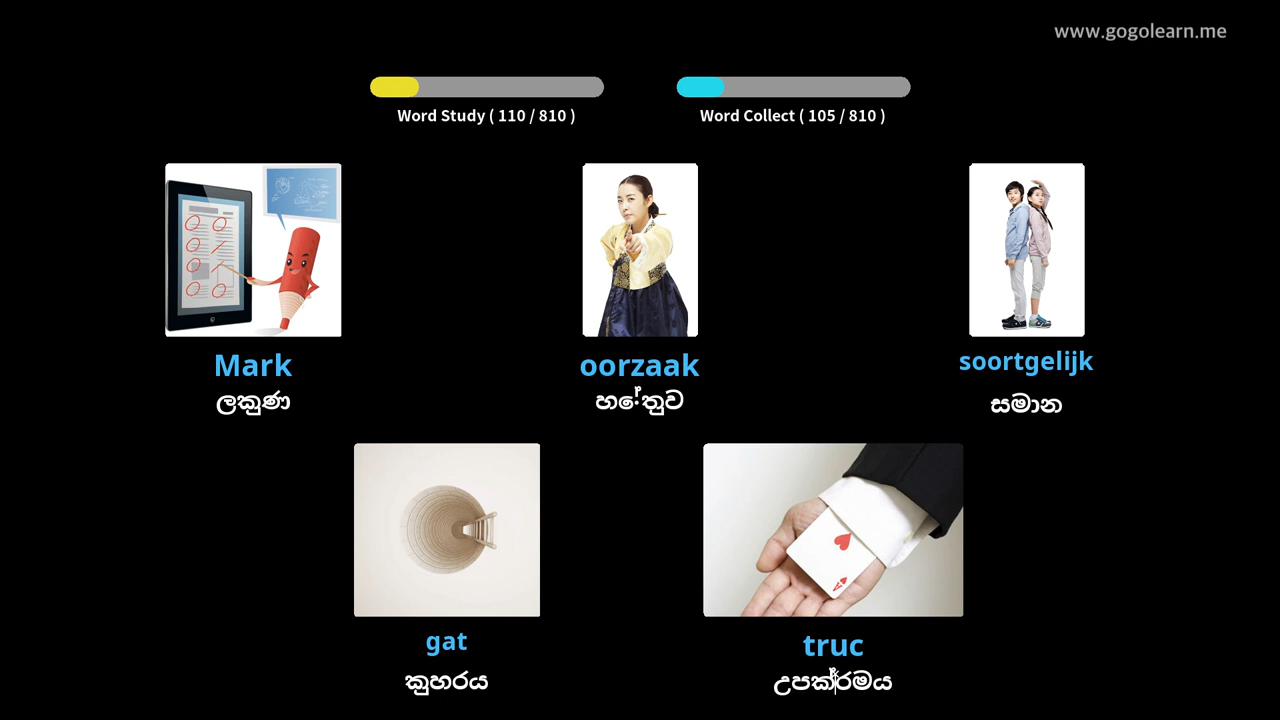 www.gogolearn.me
Word Study ( 110 / 810 )
Word Collect ( 105 / 810 )
Mark
ලකුණ
oorzaak
හේතුව
soortgelijk
සමාන
gat
කුහරය
truc
උපක්‍රමය